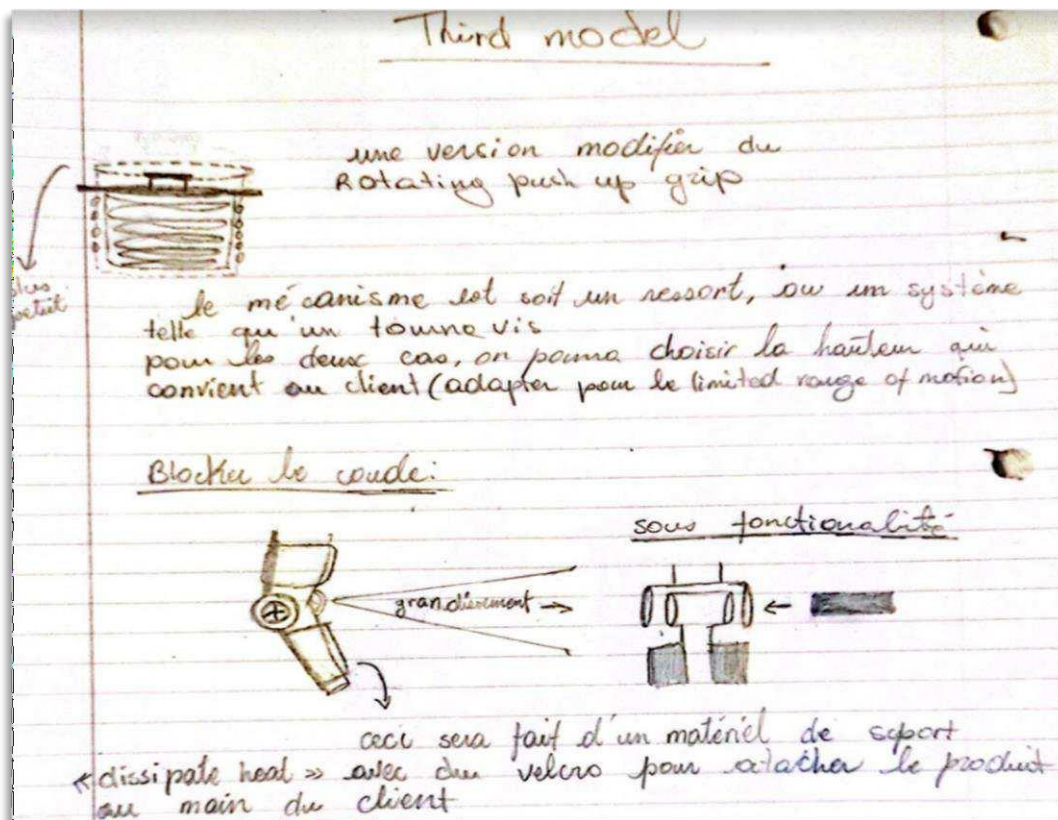 Third model
une version modifier du
Rotating push up grip
plus
petit
le mécanisme est soit un ressort, ou un système
telle qu'un tourne vis
pour les deux cas, on pourra choisir la hauteur qui
convient au client (adapter pour le limited range of motion)
Blocker le coude:
sous fonctionalité
grandissement
ceci sera fait d'un matériel de suport
"dissipate heat" avec du velcro pour atacher le produit
au main du client